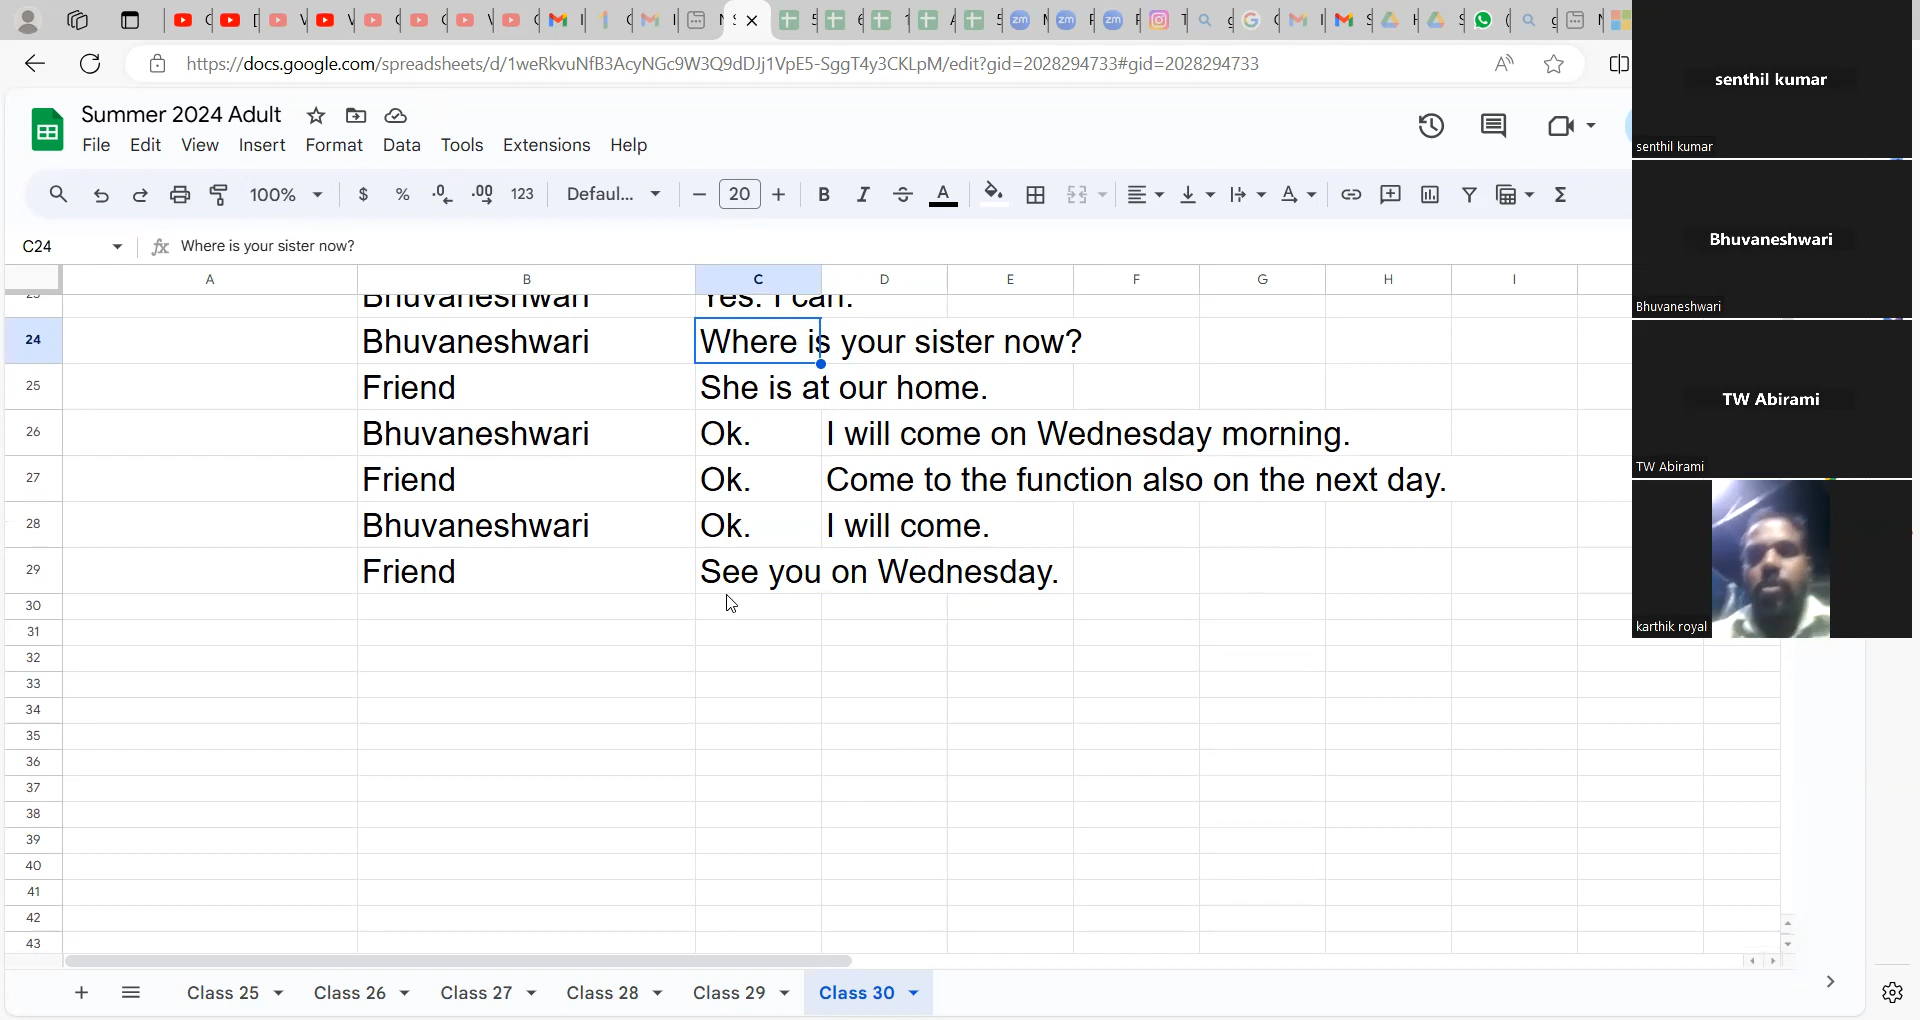 https://docs.google.com/spreadsheets/d/1weRkvuNfB3AcyNGc9W3Q9dDJj1VpE5-SggT4y3CKLpM/edit?gid=2028294733#gid=2028294733
Summer 2024 Adult
File Edit View Insert Format Data Tools Extensions Help
100% $ % .0 .00 123 Defaul... 20
C24 Where is your sister now?
A B C D E F G H I
23 Bhuvaneshwari Yes. I can.
24 Bhuvaneshwari Where is your sister now?
25 Friend She is at our home.
26 Bhuvaneshwari Ok. I will come on Wednesday morning.
27 Friend Ok. Come to the function also on the next day.
28 Bhuvaneshwari Ok. I will come.
29 Friend See you on Wednesday.
30
31
32
33
34
35
36
37
38
39
40
41
42
43
Class 25 Class 26 Class 27 Class 28 Class 29 Class 30
senthil kumar
senthil kumar
Bhuvaneshwari
Bhuvaneshwari
TW Abirami
TW Abirami
karthik royal